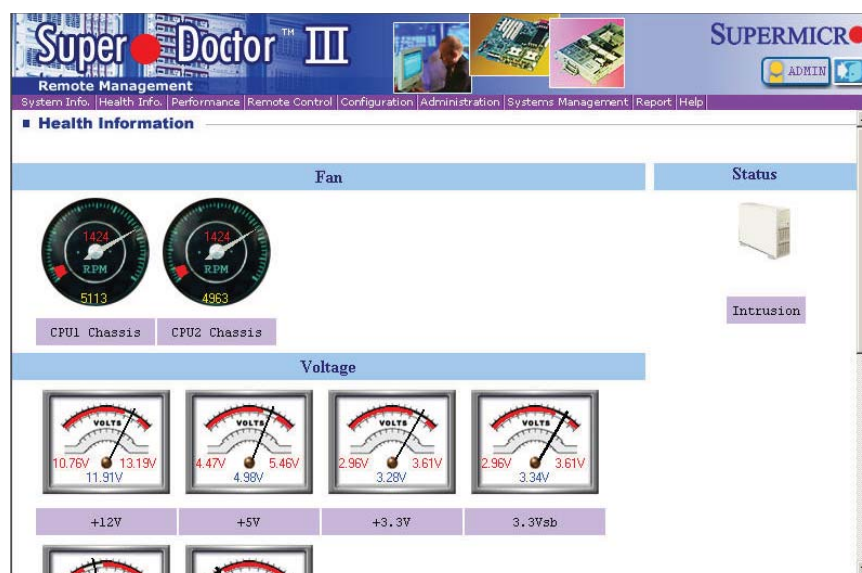 Super Doctor™ III
SUPERMICR
Remote Management
ADMIN
System Info. | Health Info. | Performance | Remote Control | Configuration | Administration | Systems Management | Report | Help |
Health Information
Fan
Status
1424
RPM
5113
1424
RPM
4963
CPU1 Chassis
CPU2 Chassis
Intrusion
Voltage
VOLTS
10.76V 13.19V
11.91V
VOLTS
4.47V 5.46V
4.98V
VOLTS
2.96V 3.61V
3.28V
VOLTS
2.96V 3.61V
3.34V
+12V
+5V
+3.3V
3.3Vsb